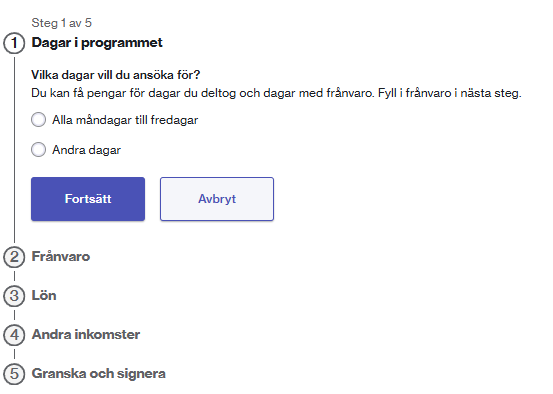 Steg 1 av 5
1 Dagar i programmet
Vilka dagar vill du ansöka för?
Du kan få pengar för dagar du deltog och dagar med frånvaro. Fyll i frånvaro i nästa steg.
Alla måndagar till fredagar
Andra dagar
Fortsätt Avbryt
2 Frånvaro
3 Lön
4 Andra inkomster
5 Granska och signera